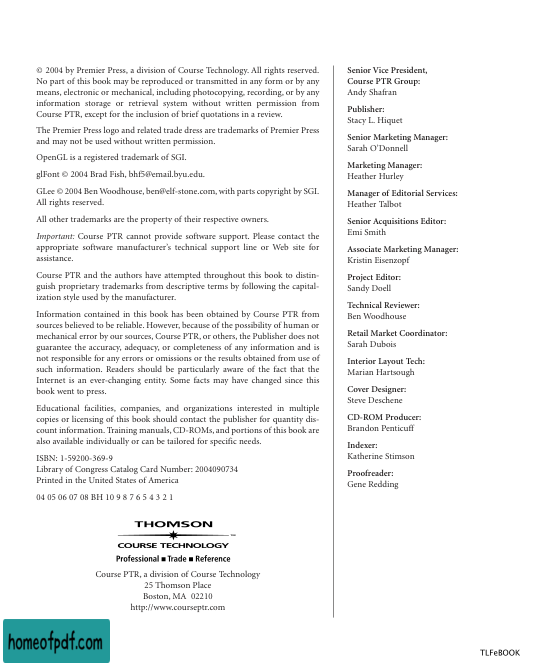 © 2004 by Premier Press, a division of Course Technology. All rights reserved.
No part of this book may be reproduced or transmitted in any form or by any
means, electronic or mechanical, including photocopying, recording, or by any
information storage or retrieval system without written permission from
Course PTR, except for the inclusion of brief quotations in a review.
The Premier Press logo and related trade dress are trademarks of Premier Press
and may not be used without written permission.
OpenGL is a registered trademark of SGI.
glFont © 2004 Brad Fish, bhf5@email.byu.edu.
GLee © 2004 Ben Woodhouse, ben@elf-stone.com, with parts copyright by SGI.
All rights reserved.
All other trademarks are the property of their respective owners.
Important: Course PTR cannot provide software support. Please contact the
appropriate software manufacturer's technical support line or Web site for
assistance.
Course PTR and the authors have attempted throughout this book to distin-
guish proprietary trademarks from descriptive terms by following the capital-
ization style used by the manufacturer.
Information contained in this book has been obtained by Course PTR from
sources believed to be reliable. However, because of the possibility of human or
mechanical error by our sources, Course PTR, or others, the Publisher does not
guarantee the accuracy, adequacy, or completeness of any information and is
not responsible for any errors or omissions or the results obtained from use of
such information. Readers should be particularly aware of the fact that the
Internet is an ever-changing entity. Some facts may have changed since this
book went to press.
Educational facilities, companies, and organizations interested in multiple
copies or licensing of this book should contact the publisher for quantity dis-
count information. Training manuals, CD-ROMs, and portions of this book are
also available individually or can be tailored for specific needs.
ISBN: 1-59200-369-9
Library of Congress Catalog Card Number: 2004090734
Printed in the United States of America
04 05 06 07 08 BH 10 9 8 7 6 5 4 3 2 1
THOMSON
COURSE TECHNOLOGY
Professional ■ Trade ■ Reference
Course PTR, a division of Course Technology
25 Thomson Place
Boston, MA 02210
http://www.courseptr.com
Senior Vice President,
Course PTR Group:
Andy Shafran
Publisher:
Stacy L. Hiquet
Senior Marketing Manager:
Sarah O'Donnell
Marketing Manager:
Heather Hurley
Manager of Editorial Services:
Heather Talbot
Senior Acquisitions Editor:
Emi Smith
Associate Marketing Manager:
Kristin Eisenzopf
Project Editor:
Sandy Doell
Technical Reviewer:
Ben Woodhouse
Retail Market Coordinator:
Sarah Dubois
Interior Layout Tech:
Marian Hartsough
Cover Designer:
Steve Deschene
CD-ROM Producer:
Brandon Penticuff
Indexer:
Katherine Stimson
Proofreader:
Gene Redding
homeofpdf.com
TLFeBOOK